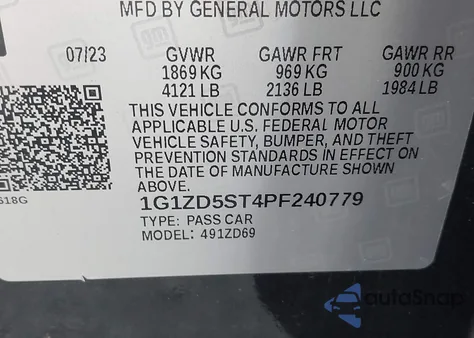 MFD BY GENERAL MOTORS LLC
07/23 GVWR GAWR FRT GAWR RR
1869 KG 969 KG 900 KG
4121 LB 2136 LB 1984 LB
THIS VEHICLE CONFORMS TO ALL
APPLICABLE U.S. FEDERAL MOTOR
VEHICLE SAFETY, BUMPER, AND THEFT
PREVENTION STANDARDS IN EFFECT ON
THE DATE OF MANUFACTURE SHOWN
ABOVE.
618G
1G1ZD5ST4PF240779
TYPE: PASS CAR
MODEL: 491ZD69
autoSnap